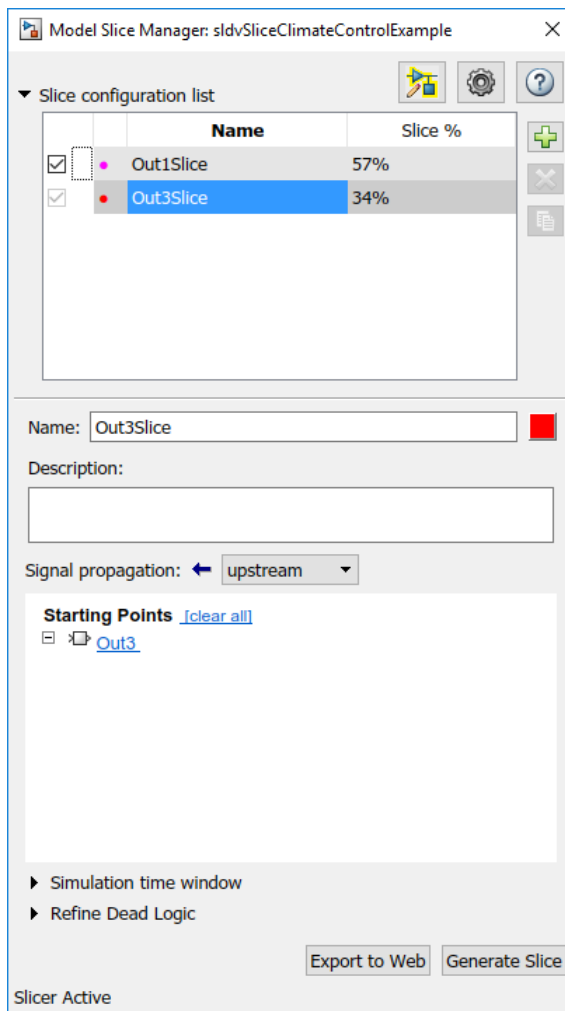 Model Slice Manager: sldvSliceClimateControlExample
Slice configuration list
Name Slice %
Out1Slice 57%
Out3Slice 34%
Name: Out3Slice
Description:
Signal propagation: upstream
Starting Points [clear all]
Out3
Simulation time window
Refine Dead Logic
Export to Web Generate Slice
Slicer Active